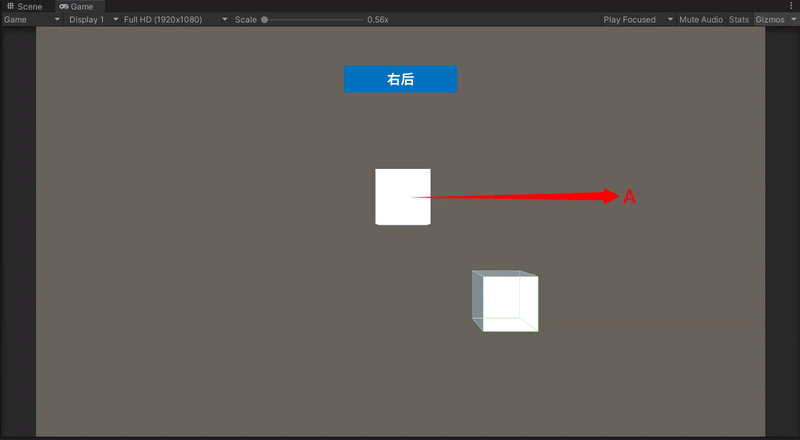 Scene Game
Game Display 1 Full HD (1920x1080) Scale 0.56x Play Focused Mute Audio Stats Gizmos
右后
A